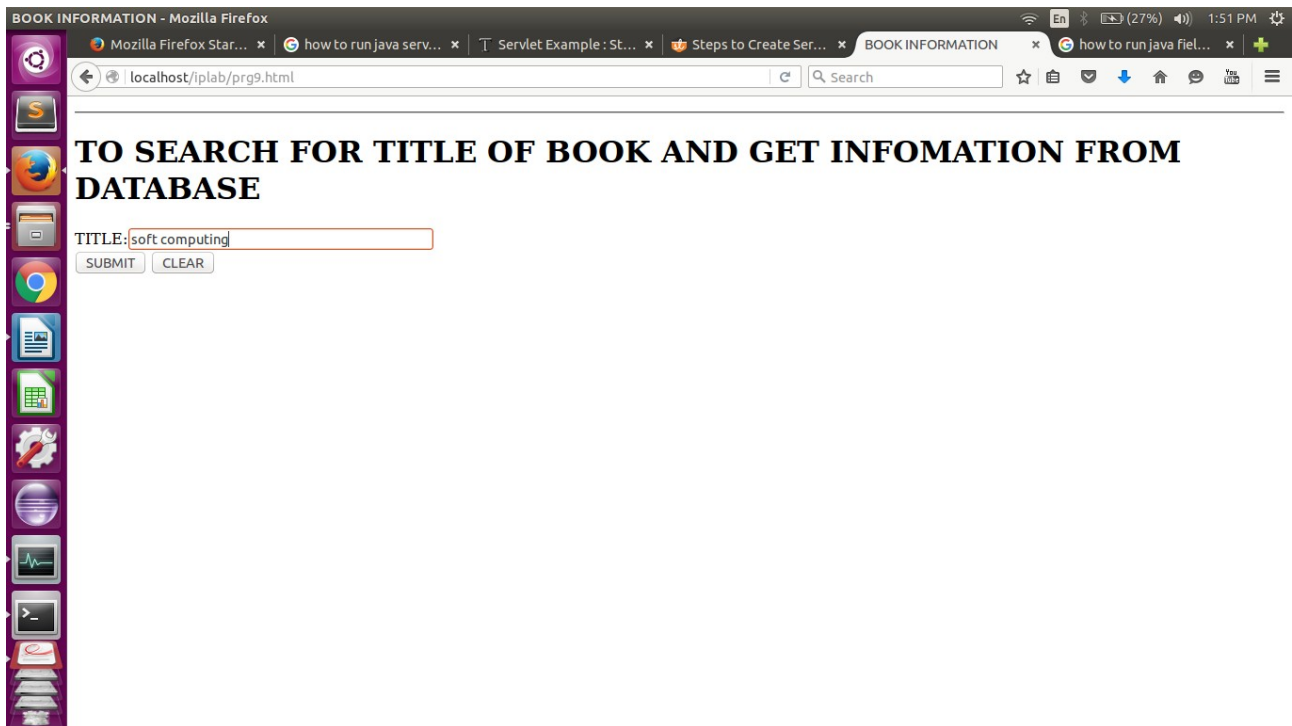 BOOK INFORMATION - Mozilla Firefox
En
(27%)
1:51 PM
Mozilla Firefox Star...
how to run java serv...
Servlet Example : St...
Steps to Create Ser...
BOOK INFORMATION
how to run java fiel...
localhost/iplab/prg9.html
Search
You
Tube
TO SEARCH FOR TITLE OF BOOK AND GET INFOMATION FROM
DATABASE
TITLE:soft computing
SUBMIT CLEAR